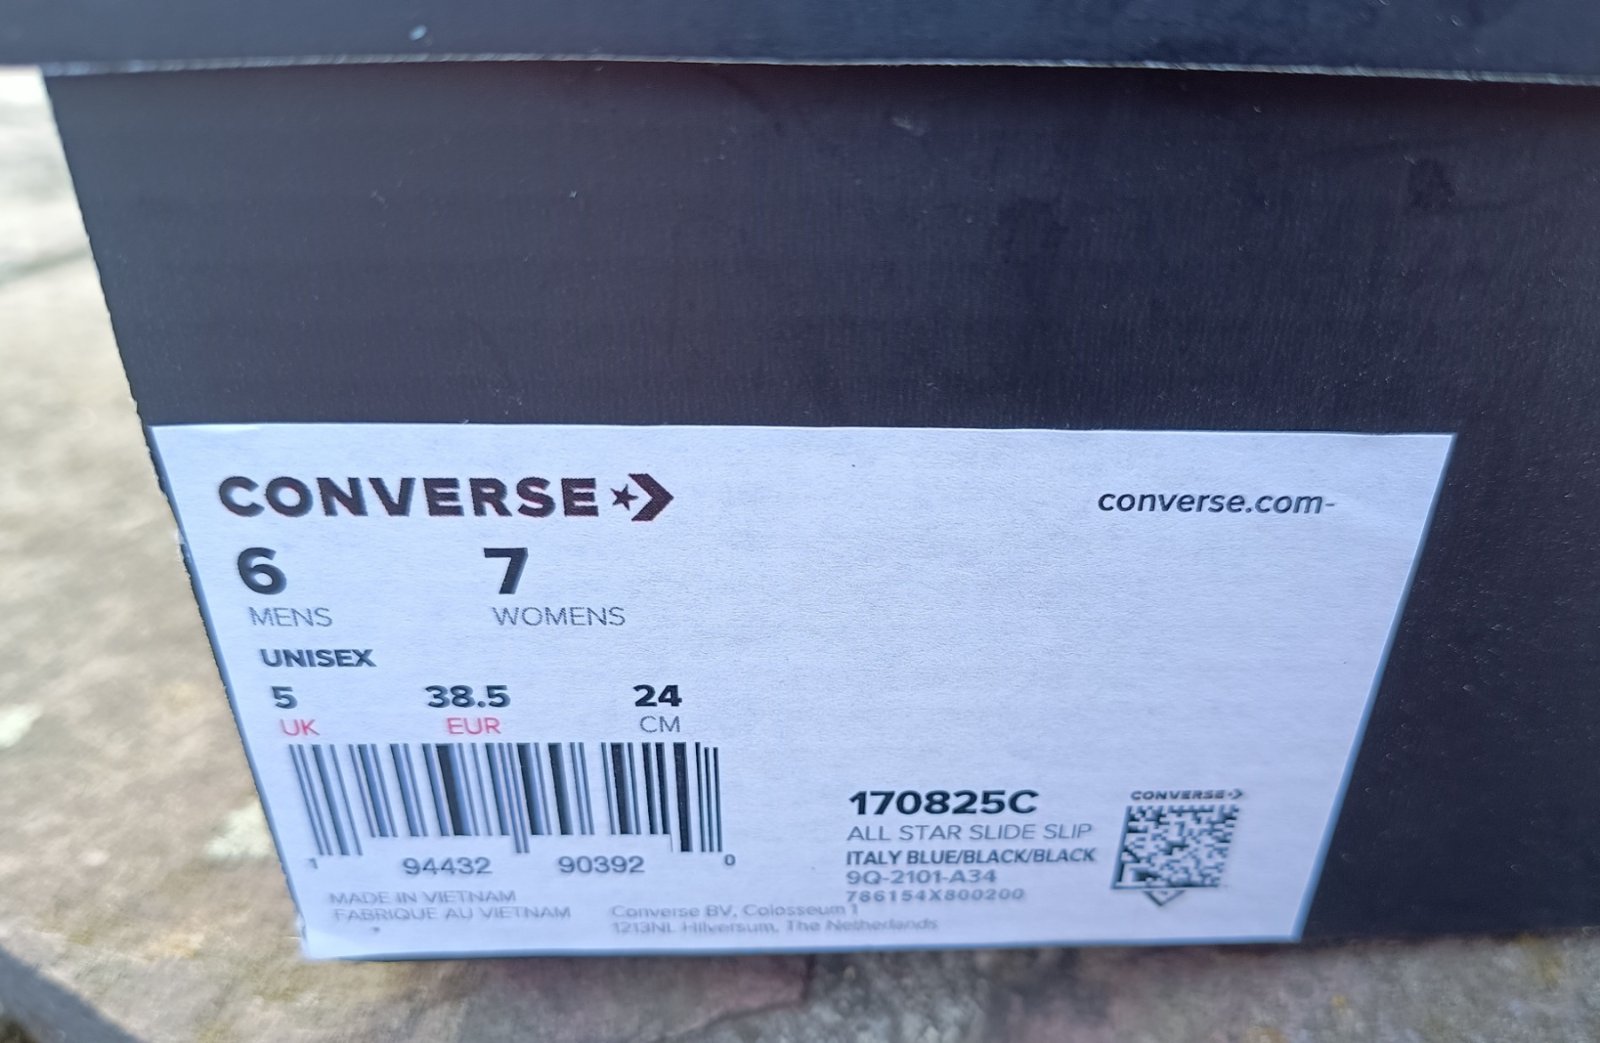 CONVERSE
converse.com-
6 7
MENS WOMENS
UNISEX
5 38.5 24
UK EUR CM
1 94432 90392 0
MADE IN VIETNAM
FABRIQUE AU VIETNAM
Converse BV, Colosseum 1
1213NL Hilversum, The Netherlands
170825C
ALL STAR SLIDE SLIP
ITALY BLUE/BLACK/BLACK
9Q-2101-A34
786154X800200
CONVERSE